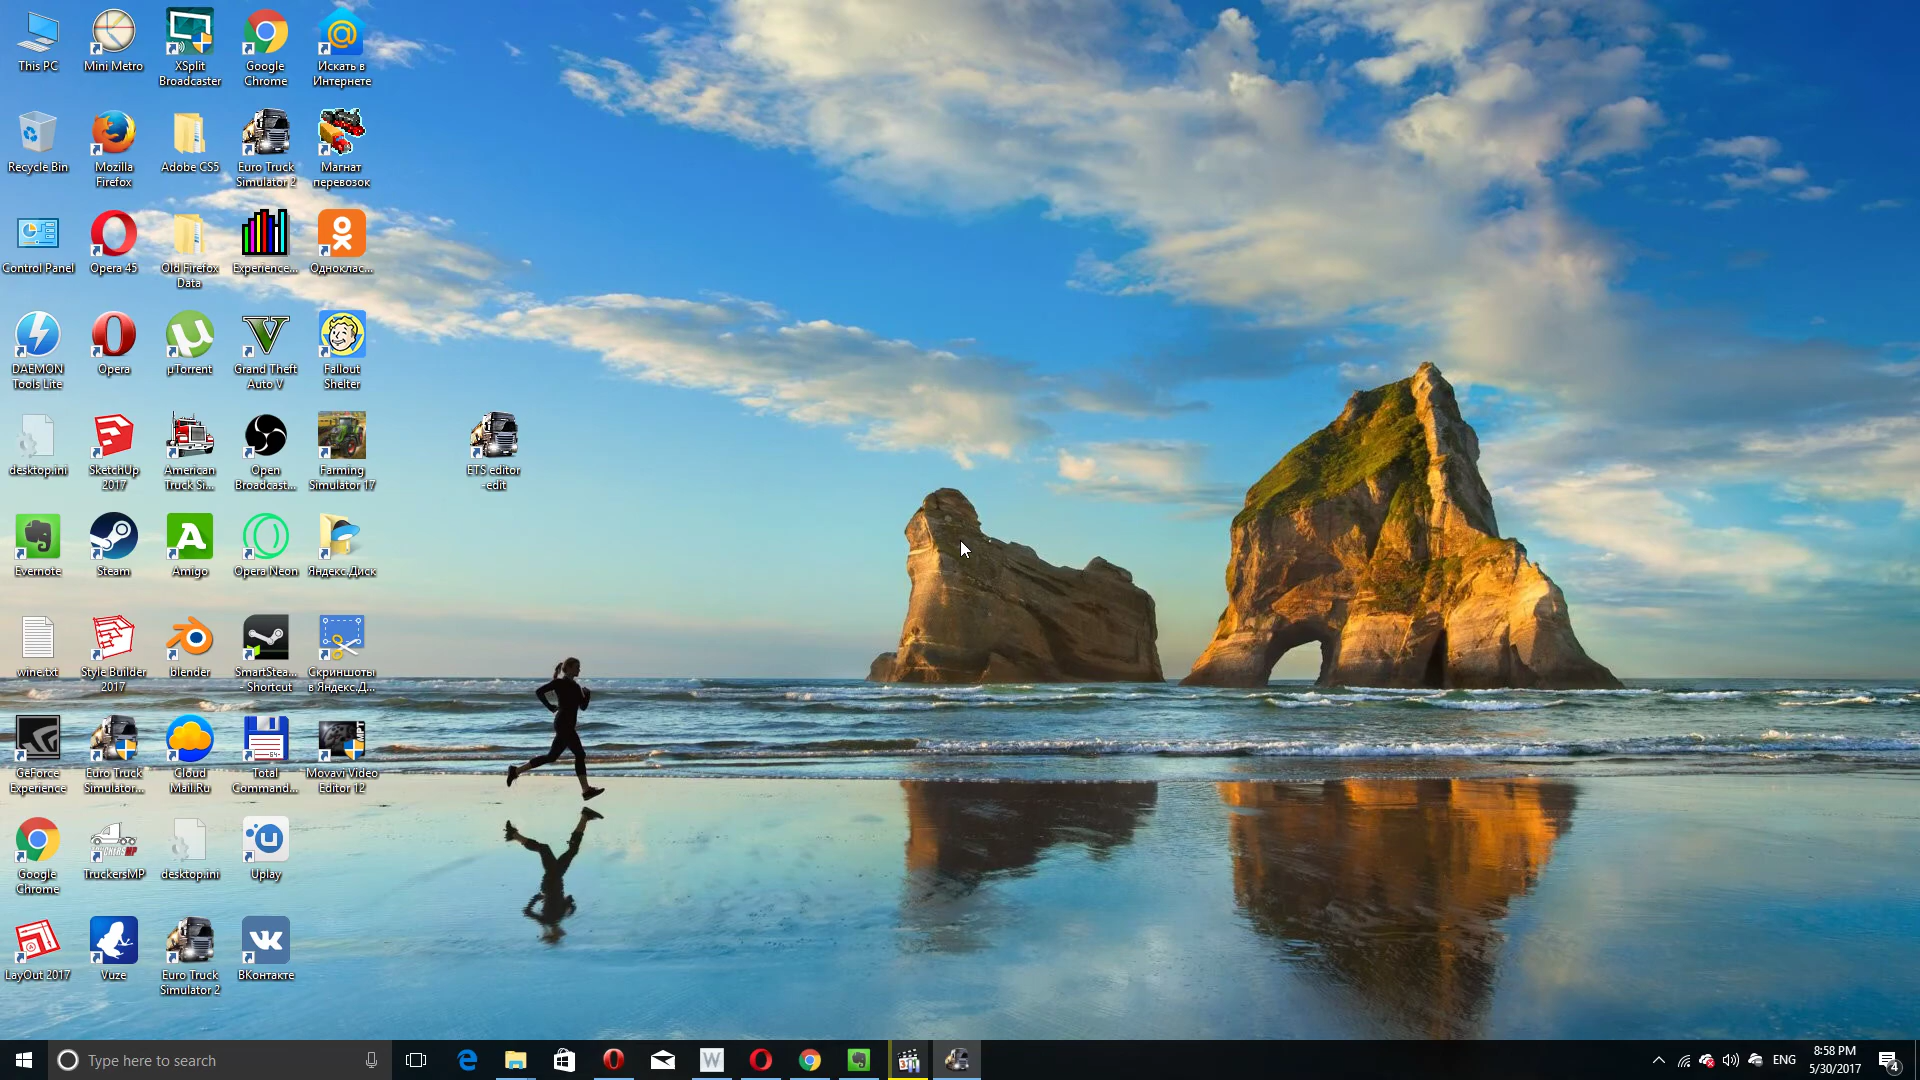 This PC
Mini Metro
XSplit
Broadcaster
Google
Chrome
Искать в
Интернете
Recycle Bin
Mozilla
Firefox
Adobe CS5
Euro Truck
Simulator 2
Магнат
перевозок
Control Panel
Opera 45
Old Firefox
Data
Experience...
Одноклас...
DAEMON
Tools Lite
Opera
µTorrent
Grand Theft
Auto V
Fallout
Shelter
desktop.ini
SketchUp
2017
American
Truck Si...
Open
Broadcast...
Farming
Simulator 17
ETS editor
-edit
Evernote
Steam
Amigo
Opera Neon
Яндекс.Диск
wine.txt
Style Builder
2017
blender
SmartStea...
- Shortcut
Скриншоты
в Яндекс.Д...
GeForce
Experience
Euro Truck
Simulator...
Cloud
Mail.Ru
Total
Command...
Movavi Video
Editor 12
Google
Chrome
TruckersMP
desktop.ini
Uplay
LayOut 2017
Vuze
Euro Truck
Simulator 2
ВКонтакте
Type here to search
ENG
8:58 PM
5/30/2017
4